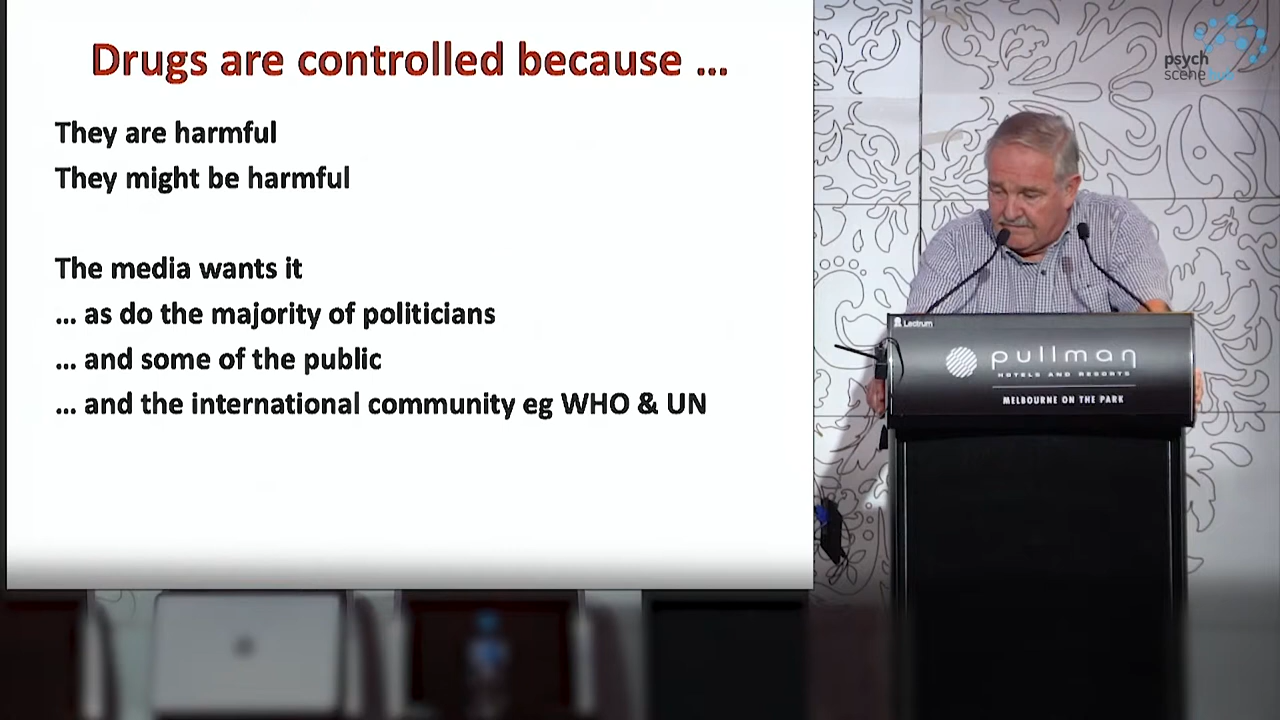 Drugs are controlled because ...
They are harmful
They might be harmful
The media wants it
... as do the majority of politicians
... and some of the public
... and the international community eg WHO & UN
psych
scene hub
Lectrum
pullman
HOTELS AND RESORTS
MELBOURNE ON THE PARK